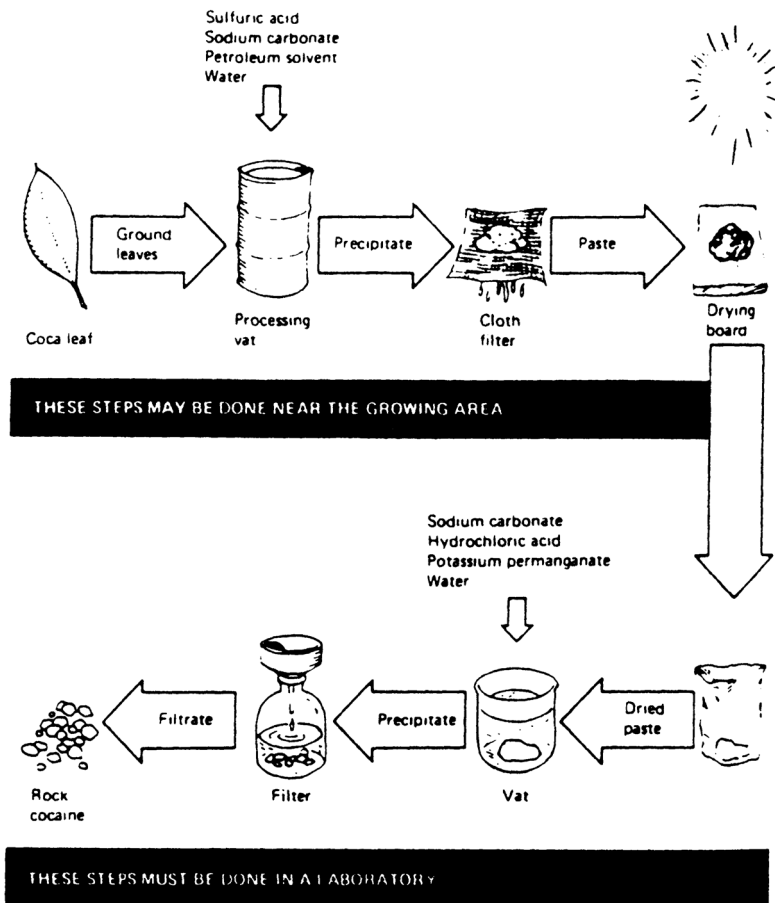 Sulfuric acid
Sodium carbonate
Petroleum solvent
Water
Ground
leaves
Precipitate
Paste
Coca leaf
Processing
vat
Cloth
filter
Drying
board
THESE STEPS MAY BE DONE NEAR THE GROWING AREA
Sodium carbonate
Hydrochloric acid
Potassium permanganate
Water
Filtrate
Precipitate
Dried
paste
Rock
cocaine
Filter
Vat
THESE STEPS MUST BE DONE IN A LABORATORY